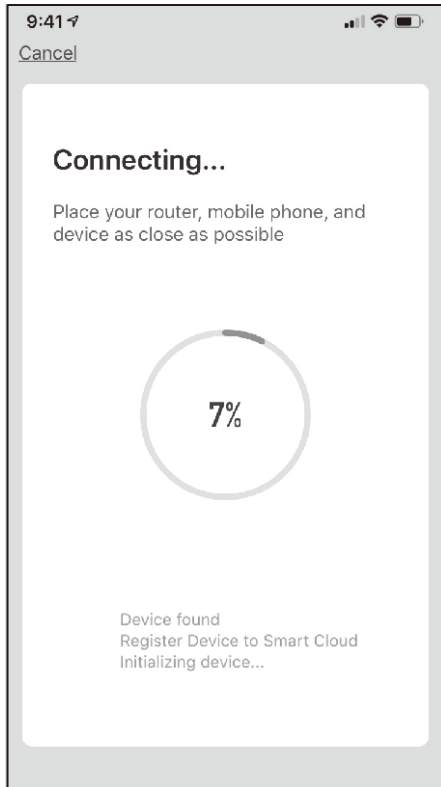 9:41
Cancel
Connecting...
Place your router, mobile phone, and
device as close as possible
7%
Device found
Register Device to Smart Cloud
Initializing device...